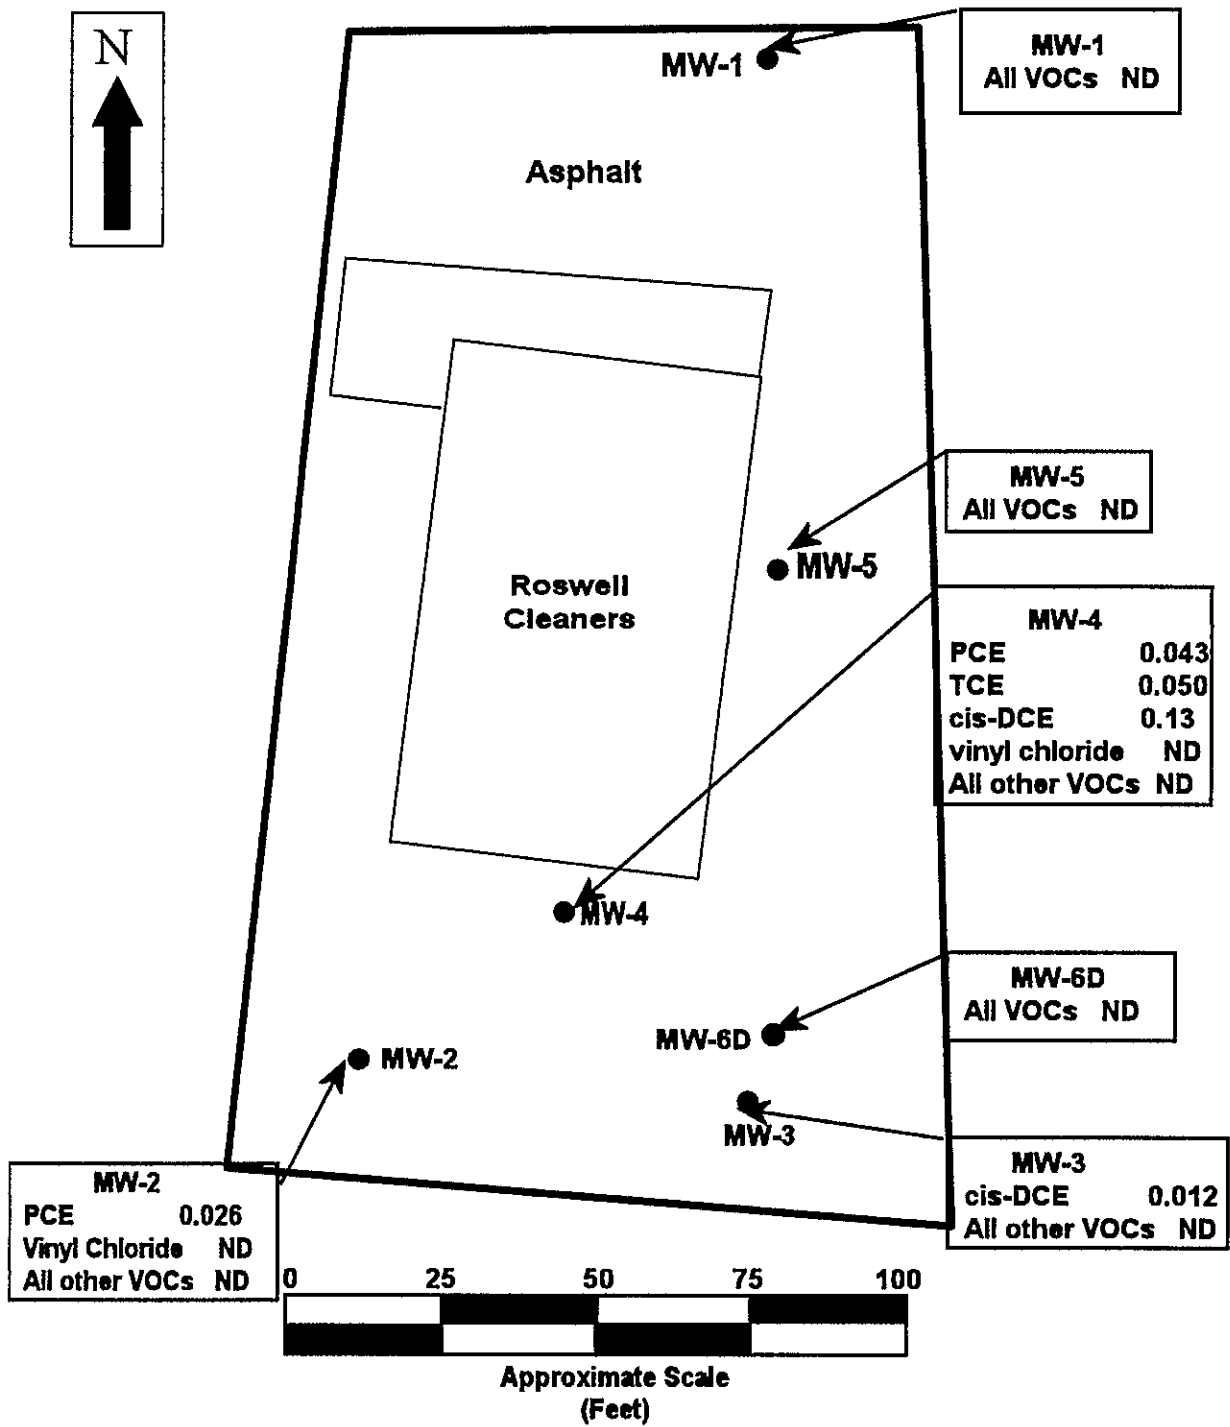 N
MW-1
MW-1
All VOCs ND
Asphalt
MW-5
All VOCs ND
MW-5
Roswell
Cleaners
MW-4
PCE 0.043
TCE 0.050
cis-DCE 0.13
vinyl chloride ND
All other VOCs ND
MW-4
MW-6D
All VOCs ND
MW-6D
MW-2
MW-3
MW-3
cis-DCE 0.012
All other VOCs ND
MW-2
PCE 0.026
Vinyl Chloride ND
All other VOCs ND
0 25 50 75 100
Approximate Scale
(Feet)